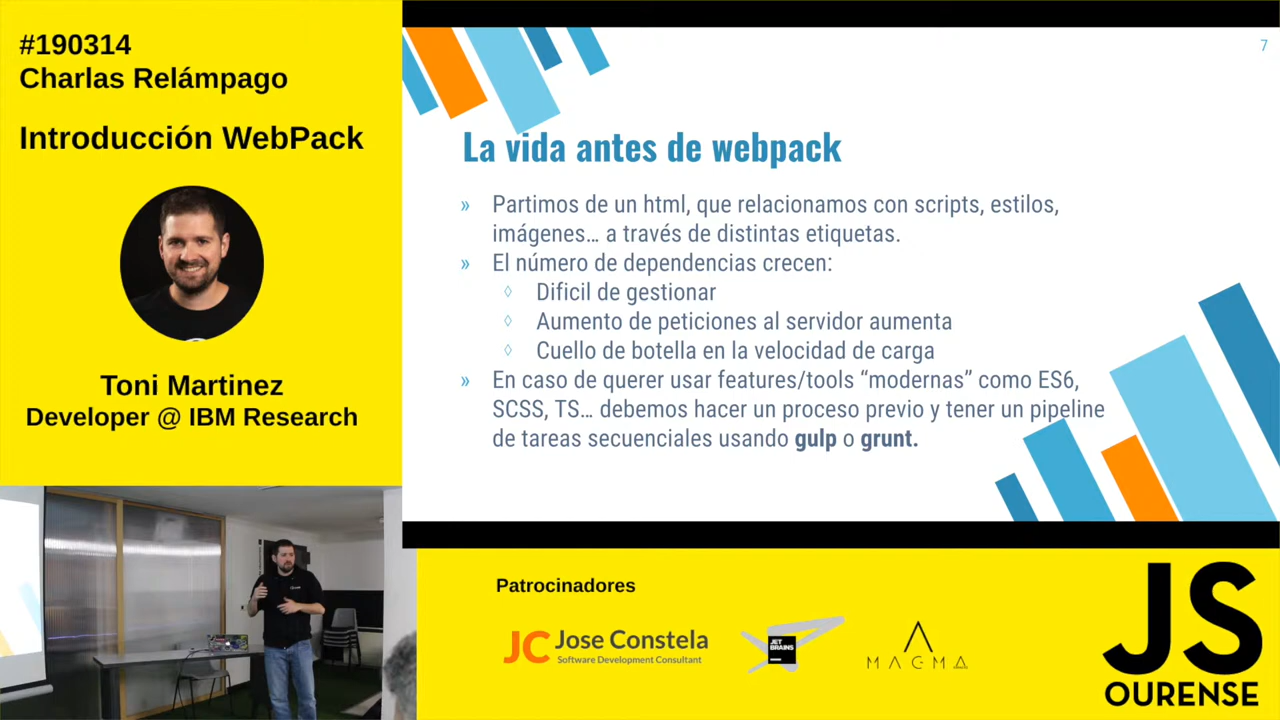 #190314
Charlas Relámpago
Introducción WebPack
Toni Martinez
Developer @ IBM Research
7
La vida antes de webpack
» Partimos de un html, que relacionamos con scripts, estilos,
imágenes... a través de distintas etiquetas.
» El número de dependencias crecen:
◊ Dificil de gestionar
◊ Aumento de peticiones al servidor aumenta
◊ Cuello de botella en la velocidad de carga
» En caso de querer usar features/tools “modernas” como ES6,
SCSS, TS... debemos hacer un proceso previo y tener un pipeline
de tareas secuenciales usando gulp o grunt.
Patrocinadores
JC Jose Constela
Software Development Consultant
JET
BRAINS
MAGMA
JS
OURENSE